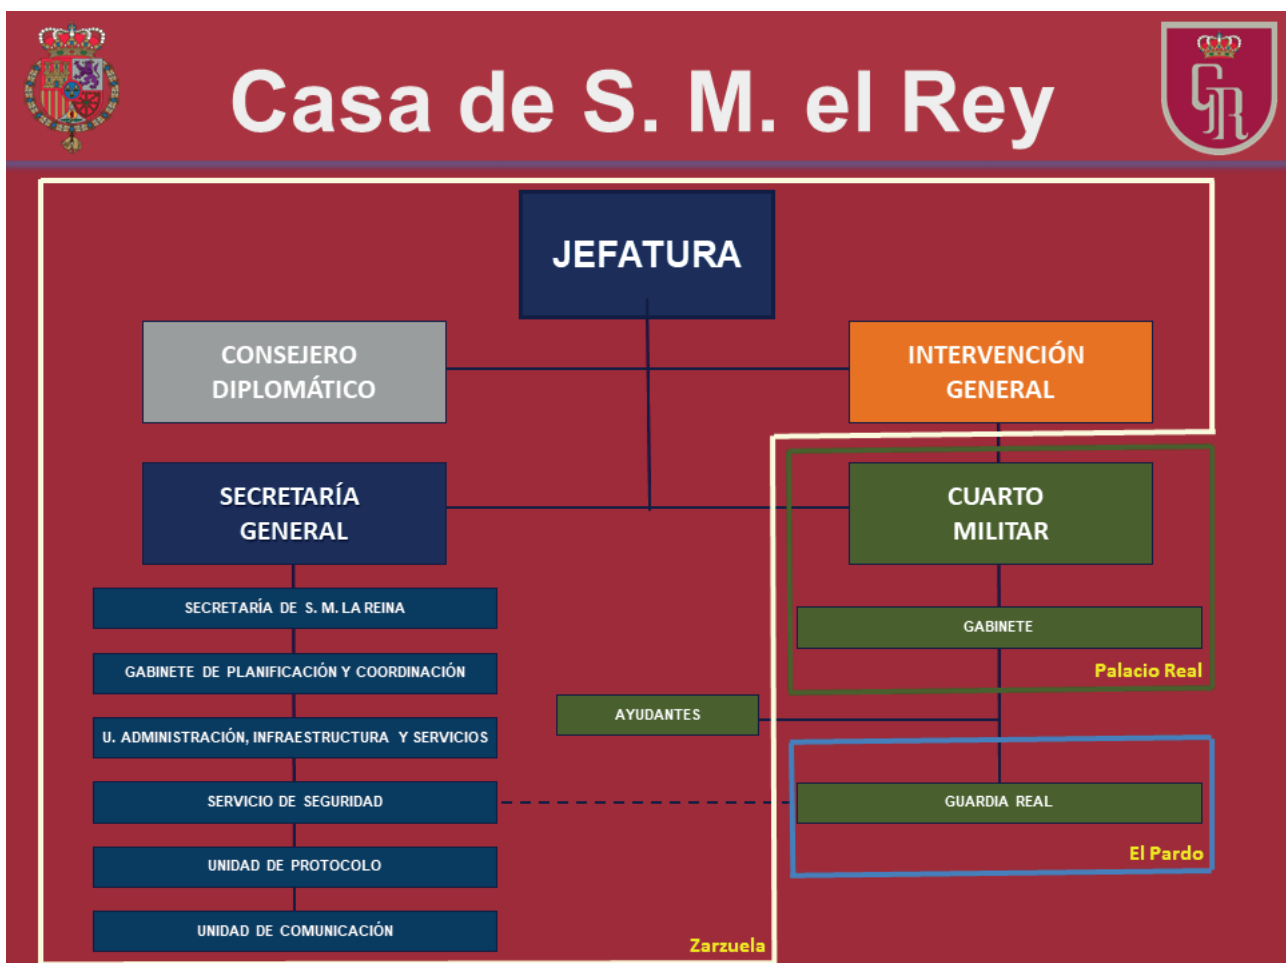 Casa de S. M. el Rey
GR
JEFATURA
CONSEJERO
DIPLOMÁTICO
INTERVENCIÓN
GENERAL
SECRETARÍA
GENERAL
CUARTO
MILITAR
SECRETARÍA DE S. M. LA REINA
GABINETE
GABINETE DE PLANIFICACIÓN Y COORDINACIÓN
Palacio Real
AYUDANTES
U. ADMINISTRACIÓN, INFRAESTRUCTURA Y SERVICIOS
SERVICIO DE SEGURIDAD
GUARDIA REAL
El Pardo
UNIDAD DE PROTOCOLO
UNIDAD DE COMUNICACIÓN
Zarzuela